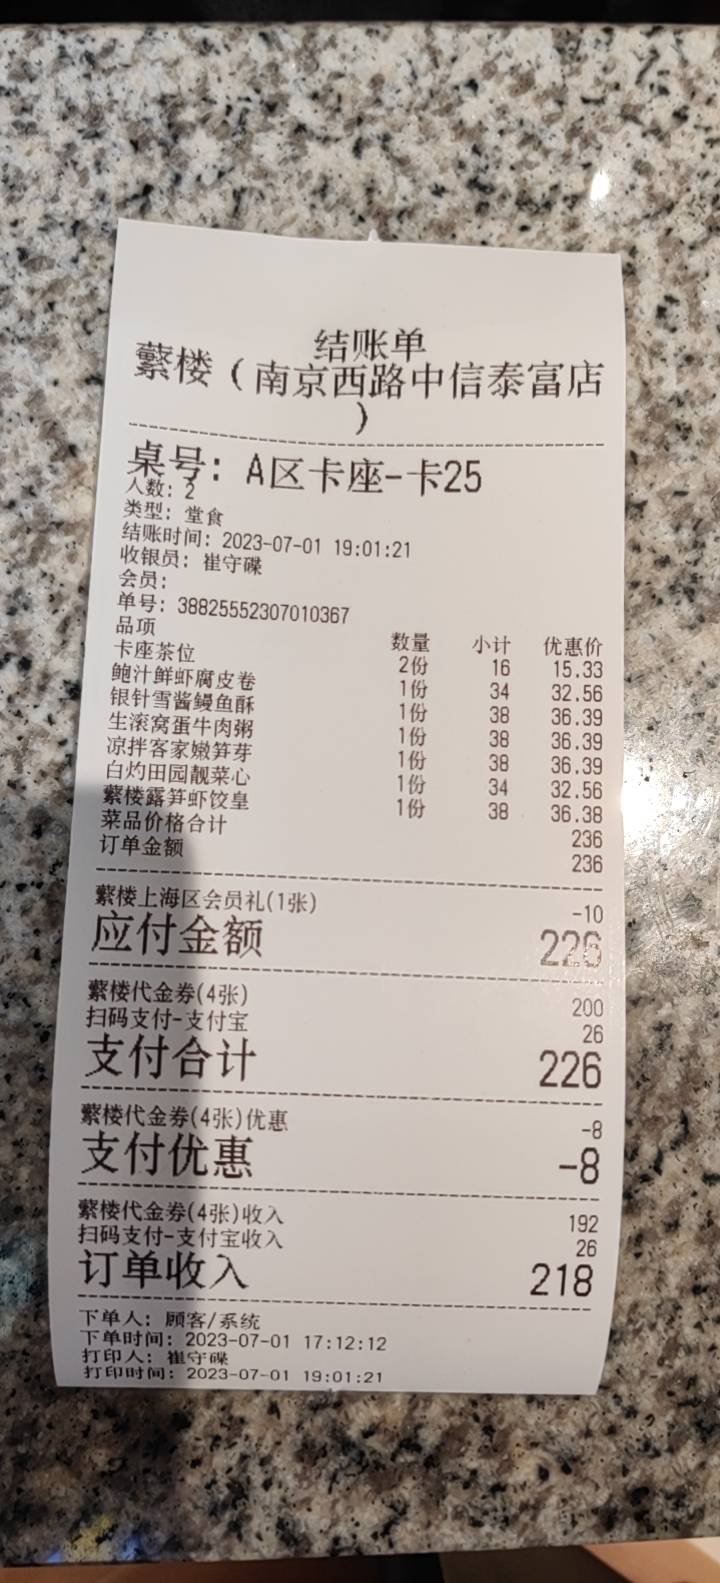 结账单
蘩楼（南京西路中信泰富店
）
桌号：A区卡座-卡25
人数：2
类型：堂食
结账时间：2023-07-01 19:01:21
收银员：崔守碟
会员：
单号：38825552307010367
品项 数量 小计 优惠价
卡座茶位 2份 16 15.33
鲍汁鲜虾腐皮卷 1份 34 32.56
银针雪酱鳗鱼酥 1份 38 36.39
生滚窝蛋牛肉粥 1份 38 36.39
凉拌客家嫩笋芽 1份 38 36.39
白灼田园靓菜心 1份 34 32.56
蘩楼露笋虾饺皇 1份 38 36.38
菜品价格合计 236
订单金额 236
蘩楼上海区会员礼(1张) -10
应付金额 226
蘩楼代金券(4张) 200
扫码支付-支付宝 26
支付合计 226
蘩楼代金券(4张)优惠 -8
支付优惠 -8
蘩楼代金券(4张)收入 192
扫码支付-支付宝收入 26
订单收入 218
下单人：顾客/系统
下单时间：2023-07-01 17:12:12
打印人：崔守碟
打印时间：2023-07-01 19:01:21